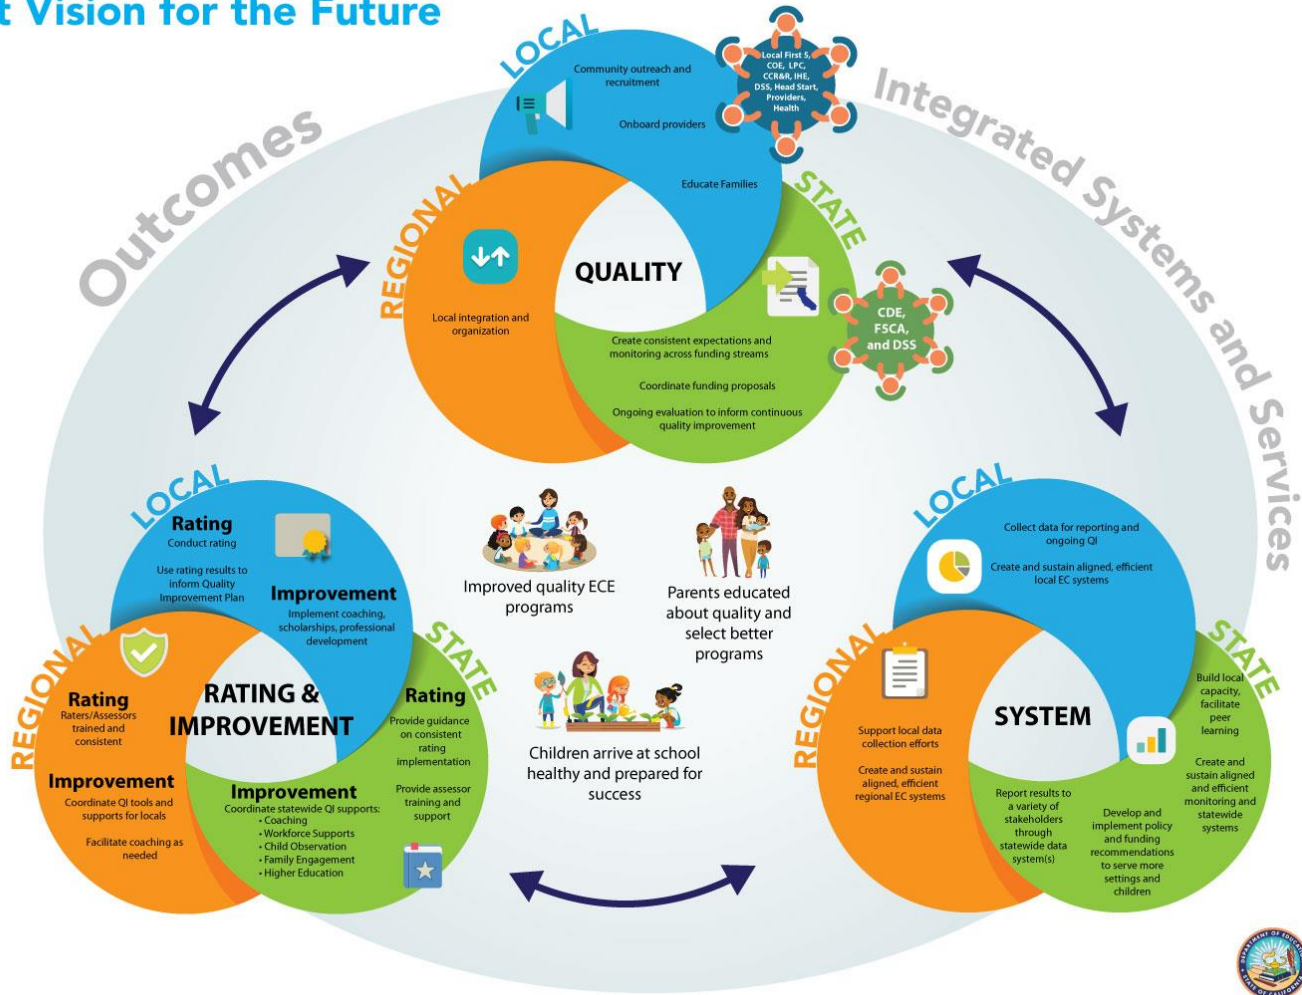 t Vision for the Future
Outcomes
Integrated Systems and Services
LOCAL
Community outreach and
recruitment
Onboard providers
Educate Families
Local First 5,
COE, LPC,
CCR&R, IHE,
DSS, Head Start,
Providers,
Health
REGIONAL
Local integration and
organization
QUALITY
STATE
Create consistent expectations and
monitoring across funding streams
Coordinate funding proposals
Ongoing evaluation to inform continuous
quality improvement
CDE,
FSCA,
and DSS
LOCAL
Rating
Conduct rating
Use rating results to
inform Quality
Improvement Plan
Improvement
Implement coaching,
scholarships, professional
development
REGIONAL
Rating
Raters/Assessors
trained and
consistent
Improvement
Coordinate QI tools and
supports for locals
Facilitate coaching as
needed
RATING &
IMPROVEMENT
STATE
Rating
Provide guidance
on consistent
rating
implementation
Provide assessor
training and
support
Improvement
Coordinate statewide QI supports:
• Coaching
• Workforce Supports
• Child Observation
• Family Engagement
• Higher Education
Improved quality ECE
programs
Parents educated
about quality and
select better
programs
Children arrive at school
healthy and prepared for
success
LOCAL
Collect data for reporting and
ongoing QI
Create and sustain aligned, efficient
local EC systems
REGIONAL
Support local data
collection efforts
Create and sustain
aligned, efficient
regional EC systems
SYSTEM
STATE
Build local
capacity,
facilitate
peer
learning
Create and
sustain aligned
and efficient
monitoring and
statewide
systems
Report results to
a variety of
stakeholders
through
statewide data
system(s)
Develop and
implement policy
and funding
recommendations
to serve more
settings and
children
DEPARTMENT OF EDUCATION
STATE OF CALIFORNIA